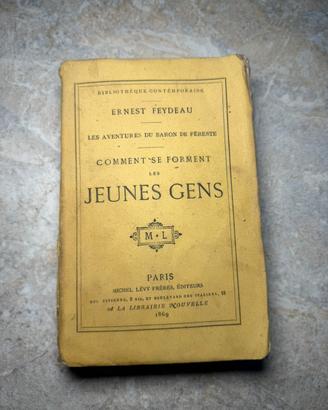 BIBLIOTHÈQUE CONTEMPORAINE
ERNEST FEYDEAU
LES AVENTURES DU BARON DE FÉRESTE
COMMENT SE FORMENT
LES
JEUNES GENS
M·L
PARIS
MICHEL LÉVY FRÈRES, ÉDITEURS
RUE VIVIENNE, 2 BIS, ET BOULEVARD DES ITALIENS, 15
A LA LIBRAIRIE NOUVELLE
1869